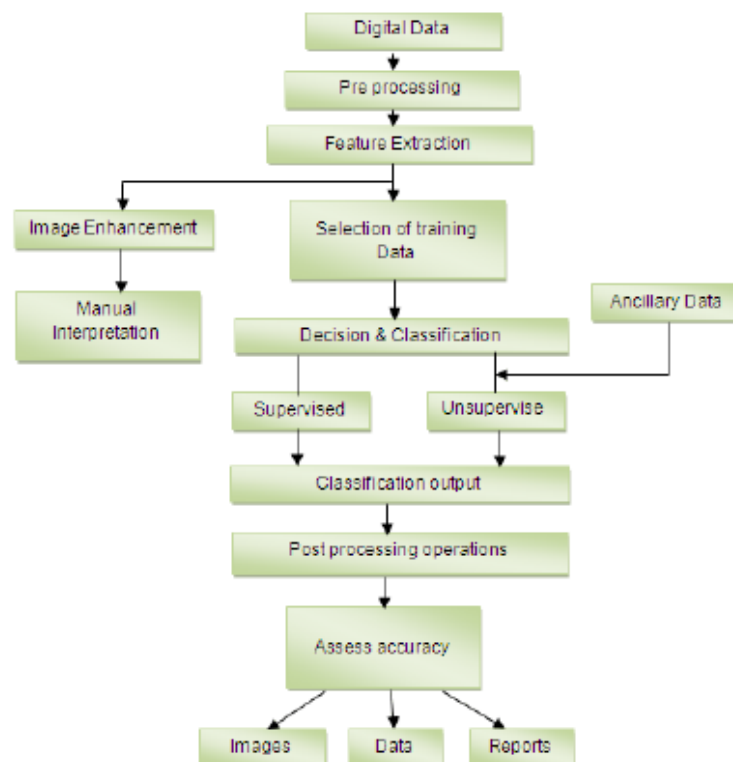 Digital Data
Pre processing
Feature Extraction
Image Enhancement
Selection of training
Data
Manual
Interpretation
Ancillary Data
Decision & Classification
Supervised
Unsupervise
Classification output
Post processing operations
Assess accuracy
Images
Data
Reports